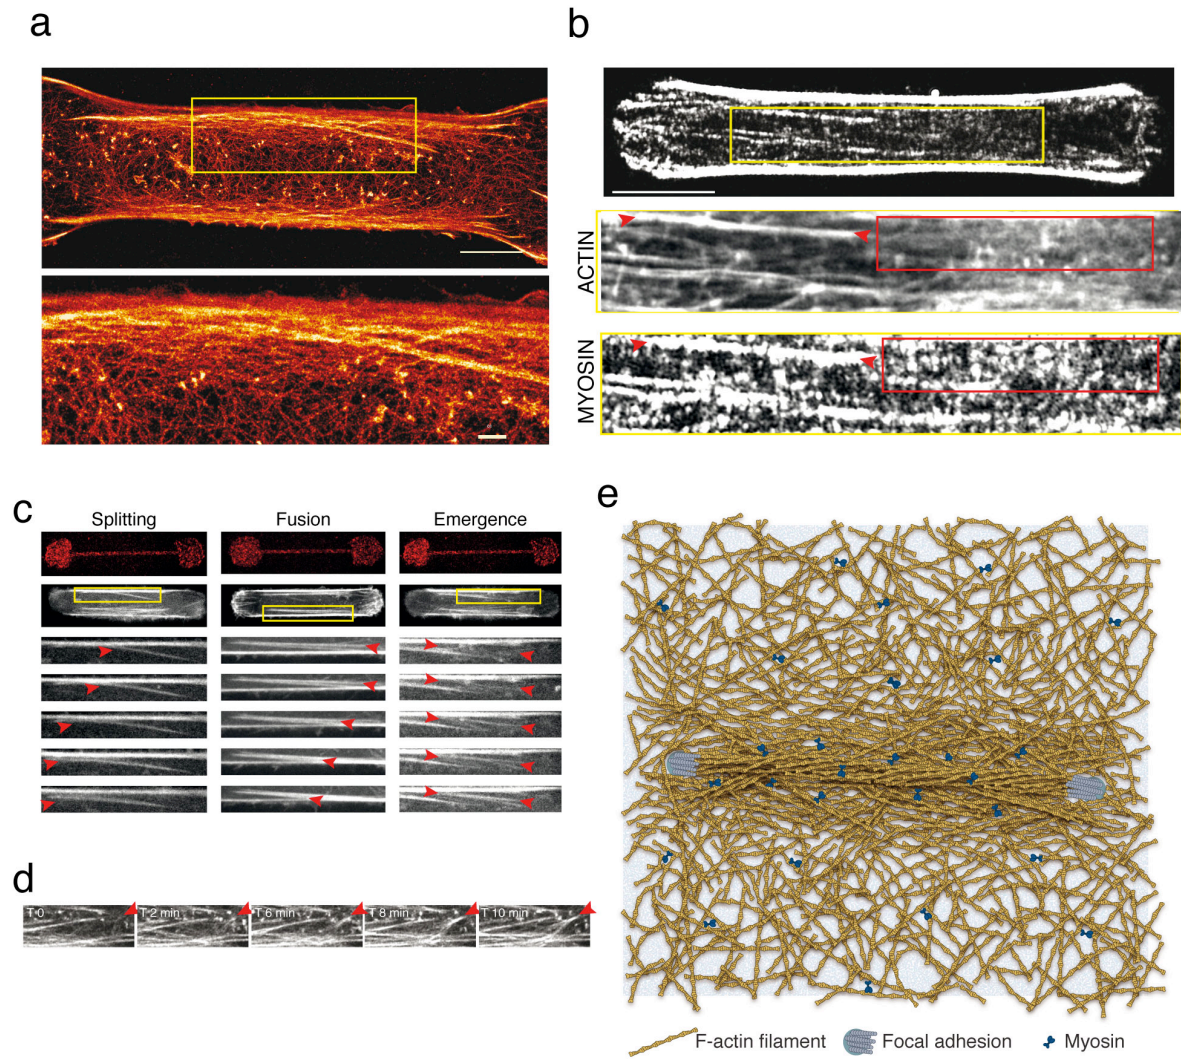 a
b
ACTIN
MYOSIN
c
Splitting
Fusion
Emergence
d
T 0
T 2 min
T 6 min
T 8 min
T 10 min
e
F-actin filament
Focal adhesion
Myosin